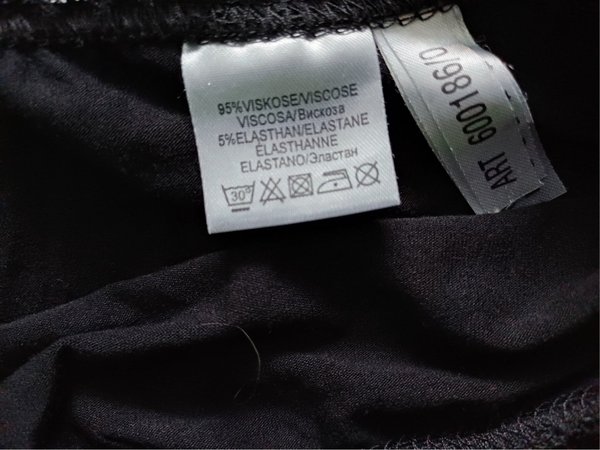 95%VISKOSE/VISCOSE
VISCOSA/Вискоза
5%ELASTHAN/ELASTANE
ÉLASTHANNE
ELASTANO/Эластан
30°
ART 600186/0